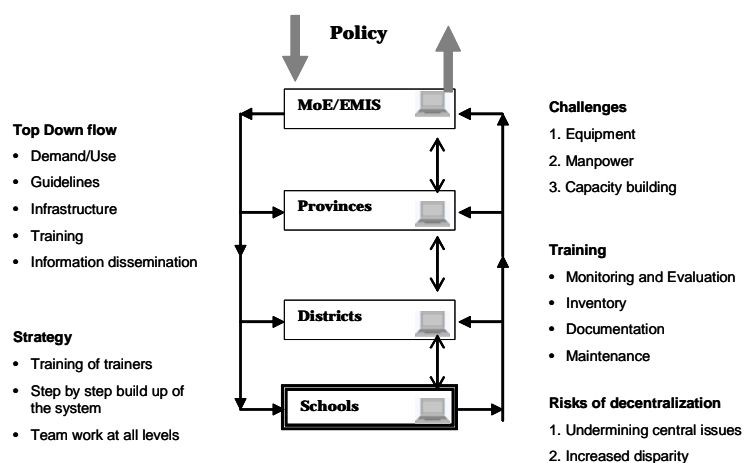 Policy
MoE/EMIS
Provinces
Districts
Schools
Top Down flow
• Demand/Use
• Guidelines
• Infrastructure
• Training
• Information dissemination
Strategy
• Training of trainers
• Step by step build up of
the system
• Team work at all levels
Challenges
1. Equipment
2. Manpower
3. Capacity building
Training
• Monitoring and Evaluation
• Inventory
• Documentation
• Maintenance
Risks of decentralization
1. Undermining central issues
2. Increased disparity